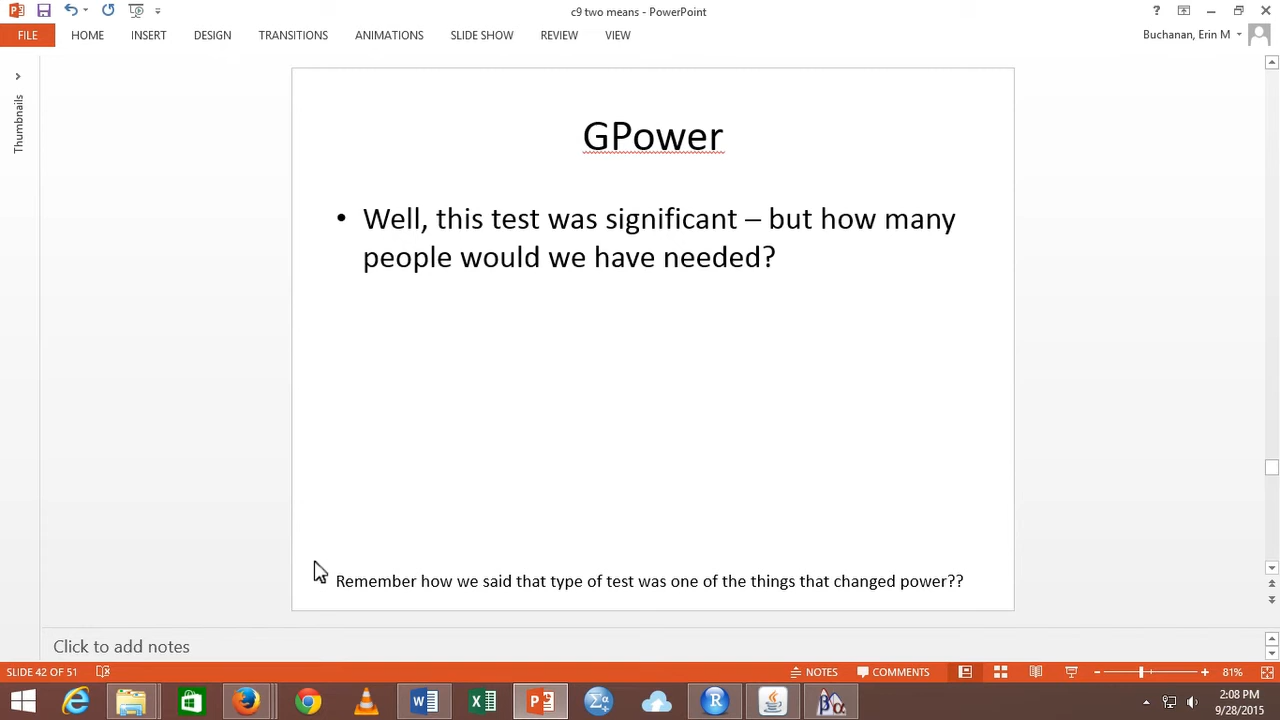 c9 two means - PowerPoint
?
FILE HOME INSERT DESIGN TRANSITIONS ANIMATIONS SLIDE SHOW REVIEW VIEW Buchanan, Erin M
Thumbnails
GPower
• Well, this test was significant – but how many
people would we have needed?
Remember how we said that type of test was one of the things that changed power??
Click to add notes
SLIDE 42 OF 51 NOTES COMMENTS 81%
2:08 PM
9/28/2015